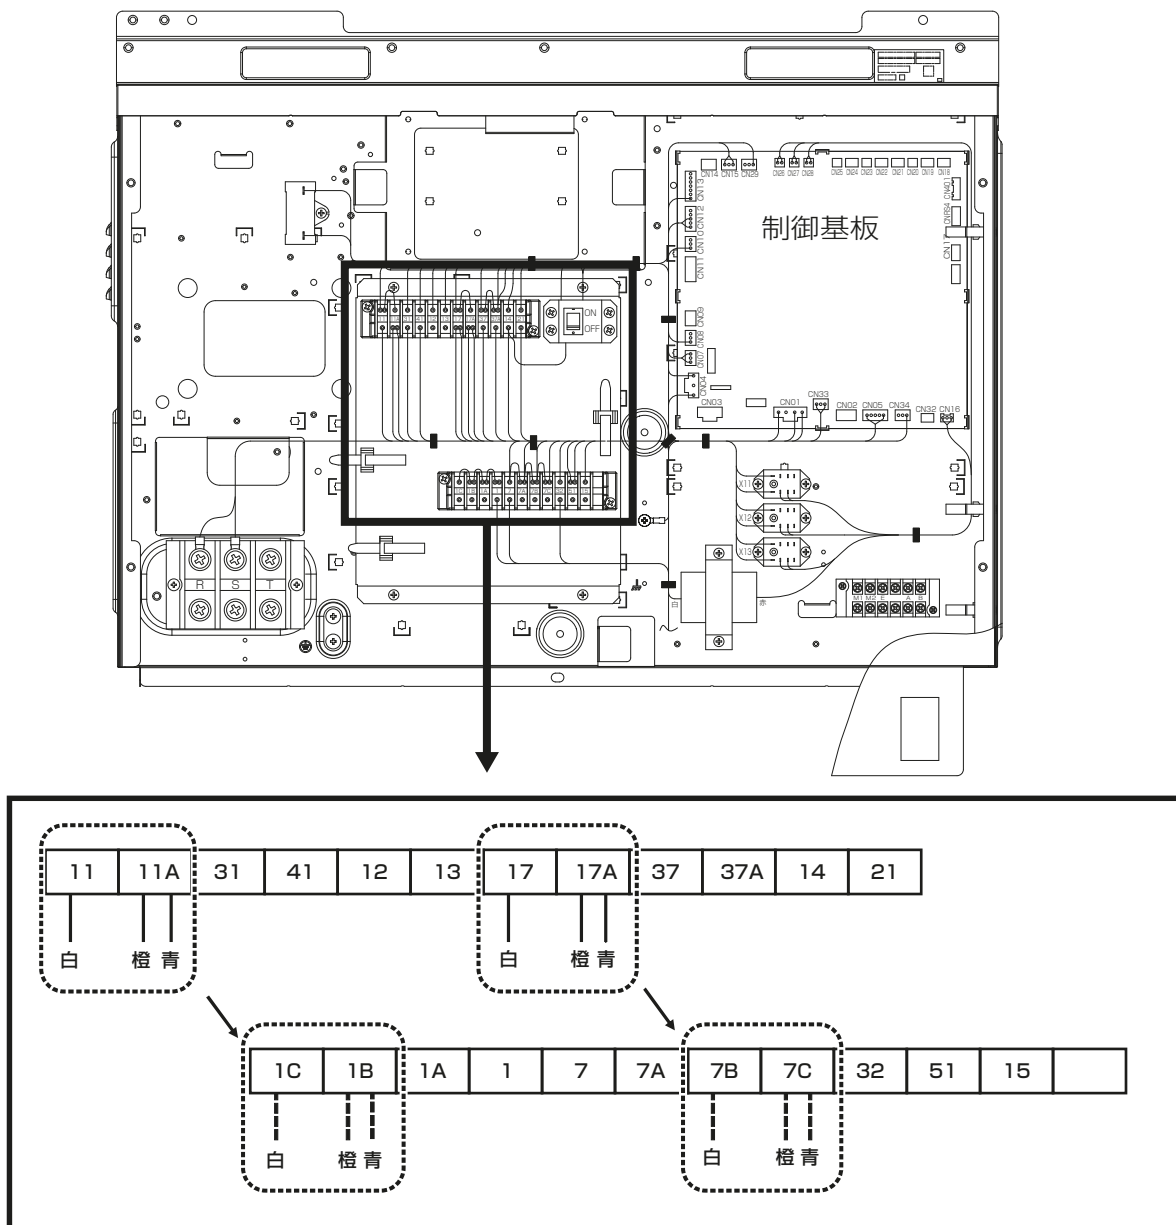 CN14 CN15 CN29 CN26 CN27 CN28 CN25 CN24 CN23 CN22 CN21 CN20 CN19 CN18
CN13
CN12
CN10
CN11
CN401
CNR64
制御基板
CN09
CN08
CN07
CN04
CN03
CN01
CN33
CN02
CN05
CN34
CN32
CN16
ON
OFF
X11
X12
X13
R S T
白
赤
M1 M2 E A B
11 11A 31 41 12 13 17 17A 37 37A 14 21
白 橙 青 白 橙 青
1C 1B 1A 1 7 7A 7B 7C 32 51 15
白 橙 青 白 橙 青